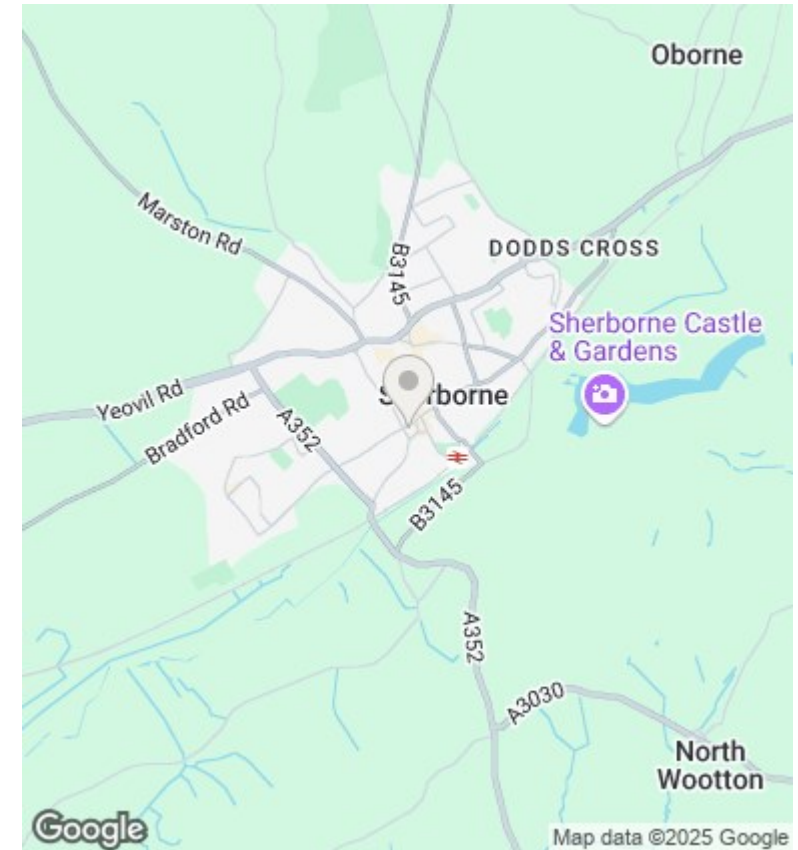 Oborne
Marston Rd
B3145
DODDS CROSS
Sherborne Castle
& Gardens
Yeovil Rd
Bradford Rd
A352
Sherborne
B3145
A352
A3030
North
Wootton
Google
Map data ©2025 Google